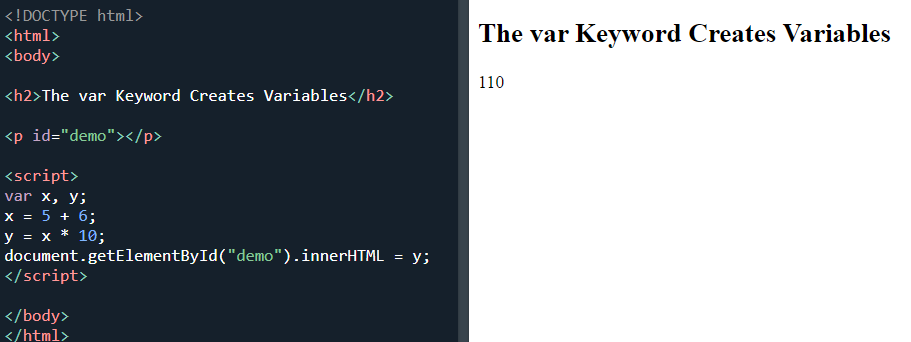 <!DOCTYPE html>
<html>
<body>
<h2>The var Keyword Creates Variables</h2>
<p id="demo"></p>
<script>
var x, y;
x = 5 + 6;
y = x * 10;
document.getElementById("demo").innerHTML = y;
</script>
</body>
</html>
The var Keyword Creates Variables
110